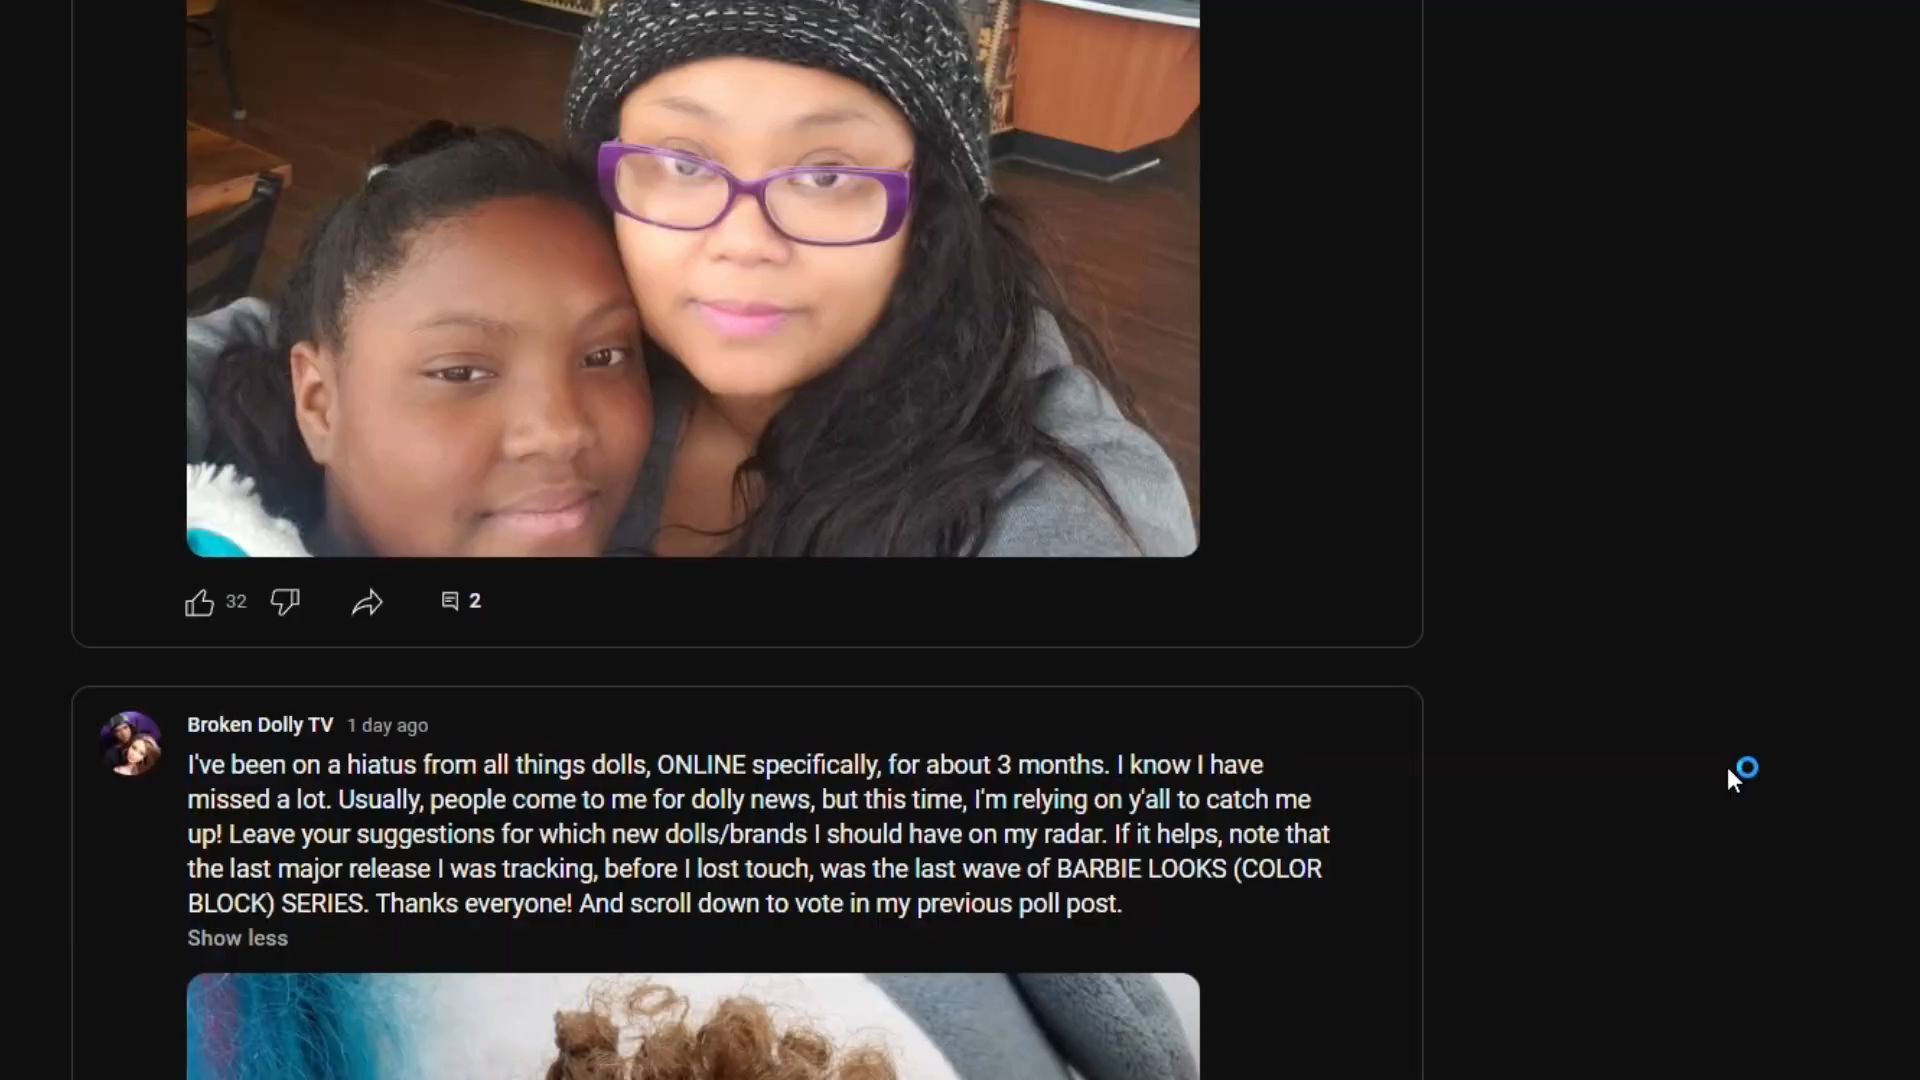 32
2
Broken Dolly TV 1 day ago
I've been on a hiatus from all things dolls, ONLINE specifically, for about 3 months. I know I have
missed a lot. Usually, people come to me for dolly news, but this time, I'm relying on y'all to catch me
up! Leave your suggestions for which new dolls/brands I should have on my radar. If it helps, note that
the last major release I was tracking, before I lost touch, was the last wave of BARBIE LOOKS (COLOR
BLOCK) SERIES. Thanks everyone! And scroll down to vote in my previous poll post.
Show less